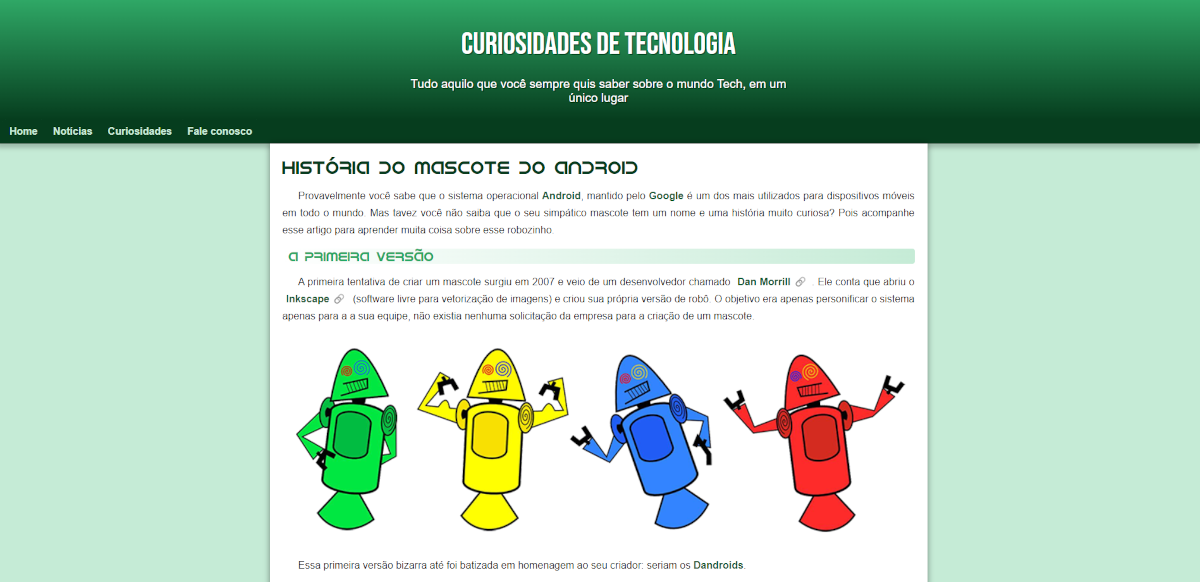 CURIOSIDADES DE TECNOLOGIA
Tudo aquilo que você sempre quis saber sobre o mundo Tech, em um
único lugar
Home Notícias Curiosidades Fale conosco
HISTÓRIA DO MASCOTE DO ANDROID
Provavelmente você sabe que o sistema operacional Android, mantido pelo Google é um dos mais utilizados para dispositivos móveis
em todo o mundo. Mas tavez você não saiba que o seu simpático mascote tem um nome e uma história muito curiosa? Pois acompanhe
esse artigo para aprender muita coisa sobre esse robozinho.
A PRIMEIRA VERSÃO
A primeira tentativa de criar um mascote surgiu em 2007 e veio de um desenvolvedor chamado Dan Morrill 🔗 . Ele conta que abriu o
Inkscape 🔗 (software livre para vetorização de imagens) e criou sua própria versão de robô. O objetivo era apenas personificar o sistema
apenas para a a sua equipe, não existia nenhuma solicitação da empresa para a criação de um mascote.
Essa primeira versão bizarra até foi batizada em homenagem ao seu criador: seriam os Dandroids.